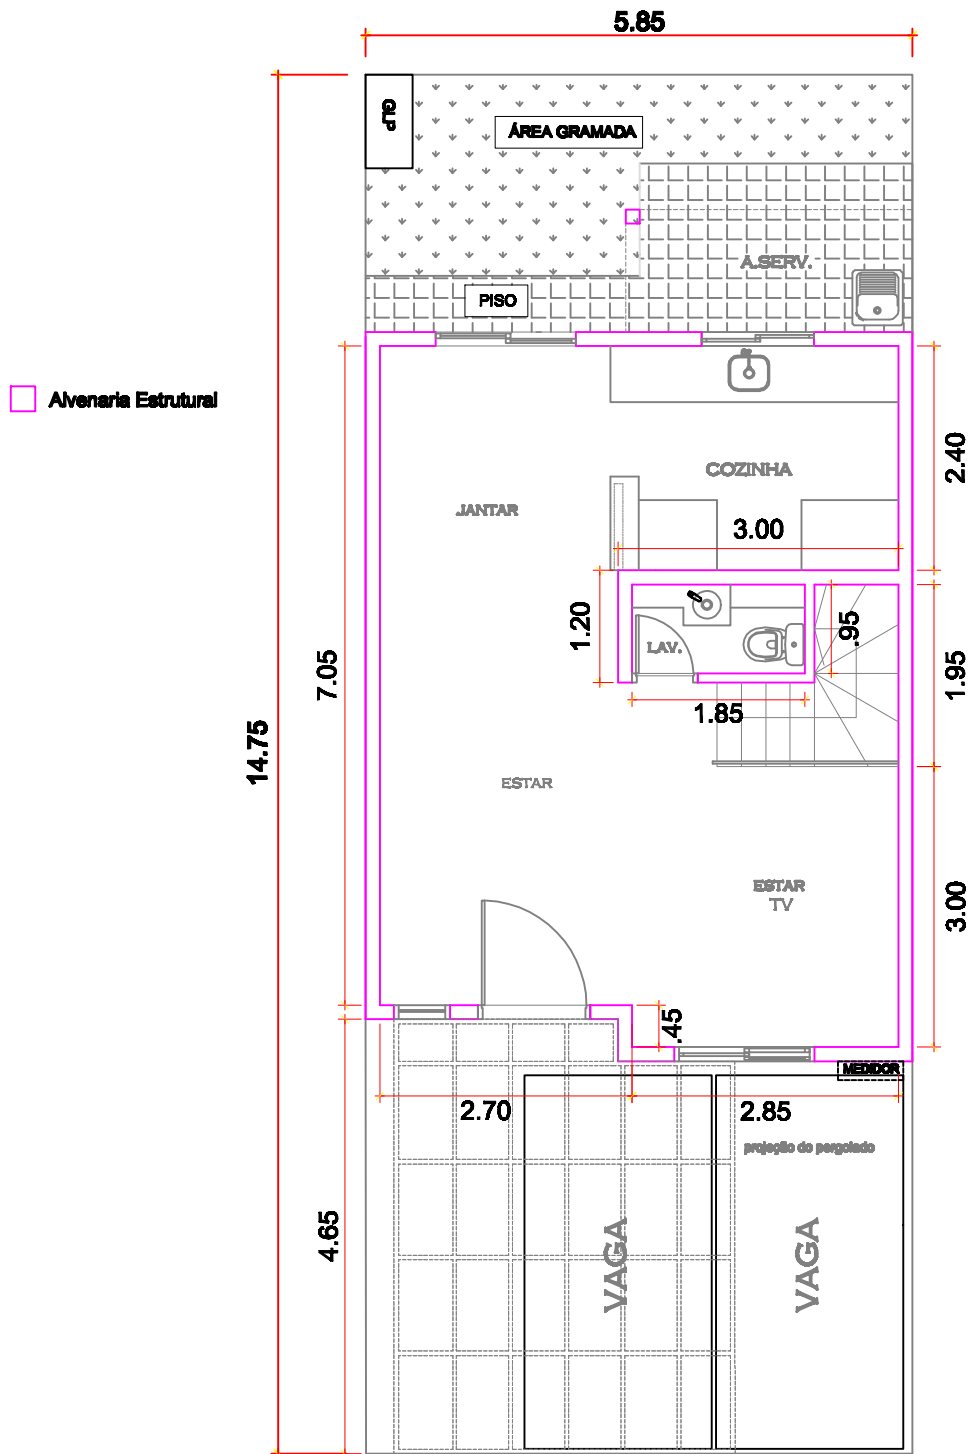 5.85
GLP
ÁREA GRAMADA
A.SERV.
PISO
Alvenaria Estrutural
2.40
COZINHA
JANTAR
3.00
1.20
.95
LAV.
7.05
1.95
1.85
14.75
ESTAR
ESTAR
TV
3.00
.45
MEDIDOR
2.70
2.85
projeção do pergolado
4.65
VAGA
VAGA